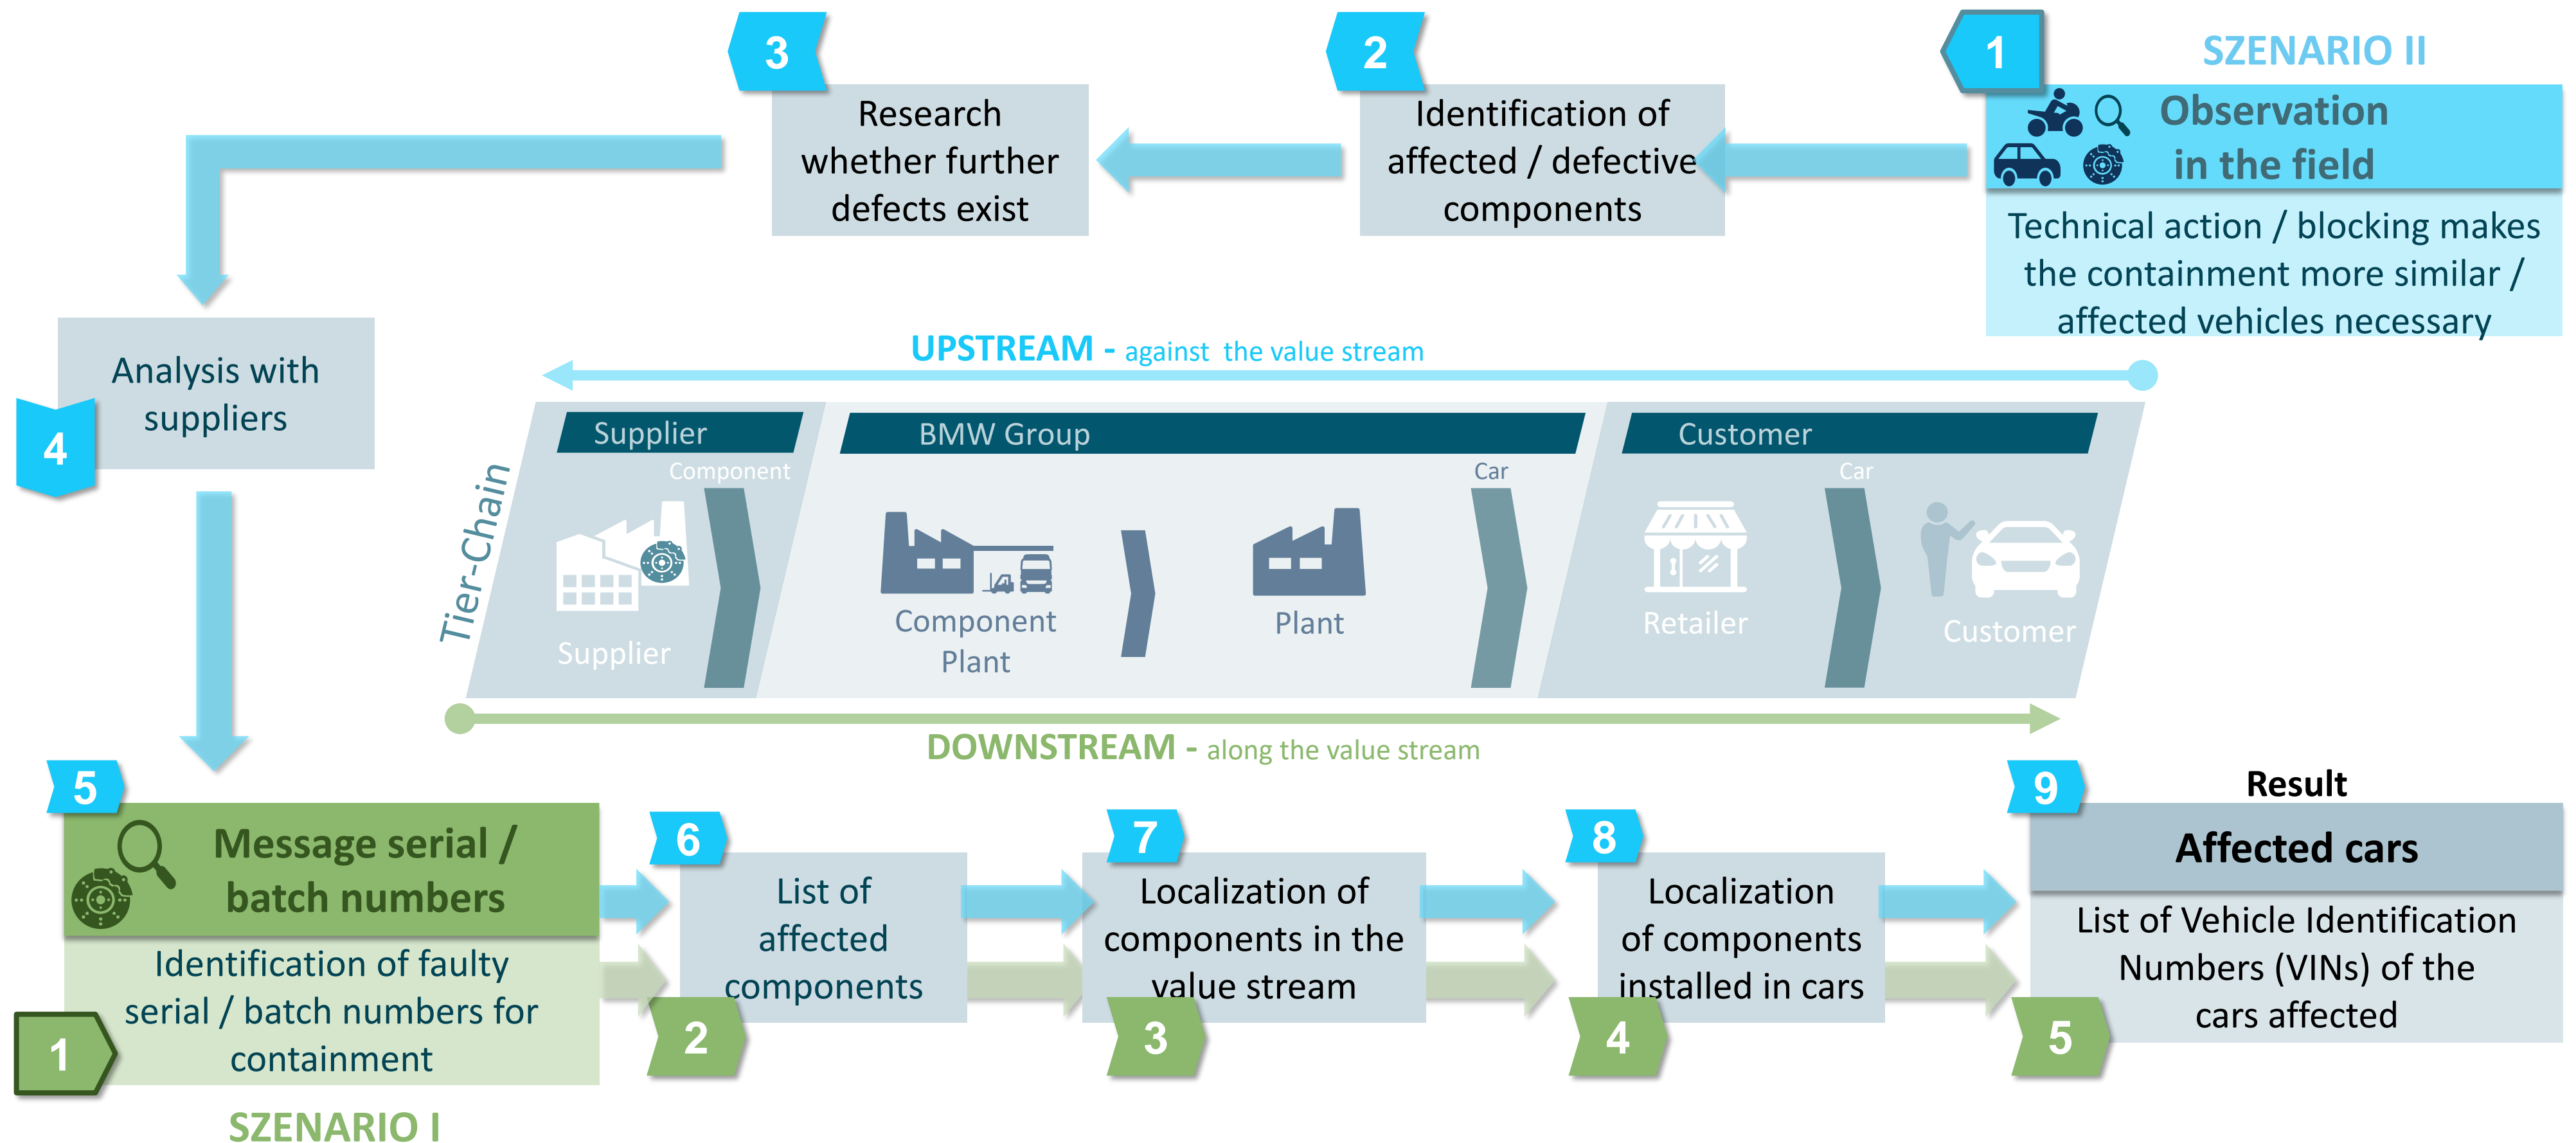 3
2
1
SZENARIO II
Research
whether further
defects exist
Identification of
affected / defective
components
Observation
in the field
Technical action / blocking makes
the containment more similar /
affected vehicles necessary
Analysis with
suppliers
4
UPSTREAM - against the value stream
Tier-Chain
Supplier
BMW Group
Customer
Component
Car
Car
Supplier
Component
Plant
Plant
Retailer
Customer
DOWNSTREAM - along the value stream
5
Message serial /
batch numbers
Identification of faulty
serial / batch numbers for
containment
1
SZENARIO I
6
List of
affected
components
2
7
Localization of
components in the
value stream
3
8
Localization
of components
installed in cars
4
9
Result
Affected cars
List of Vehicle Identification
Numbers (VINs) of the
cars affected
5